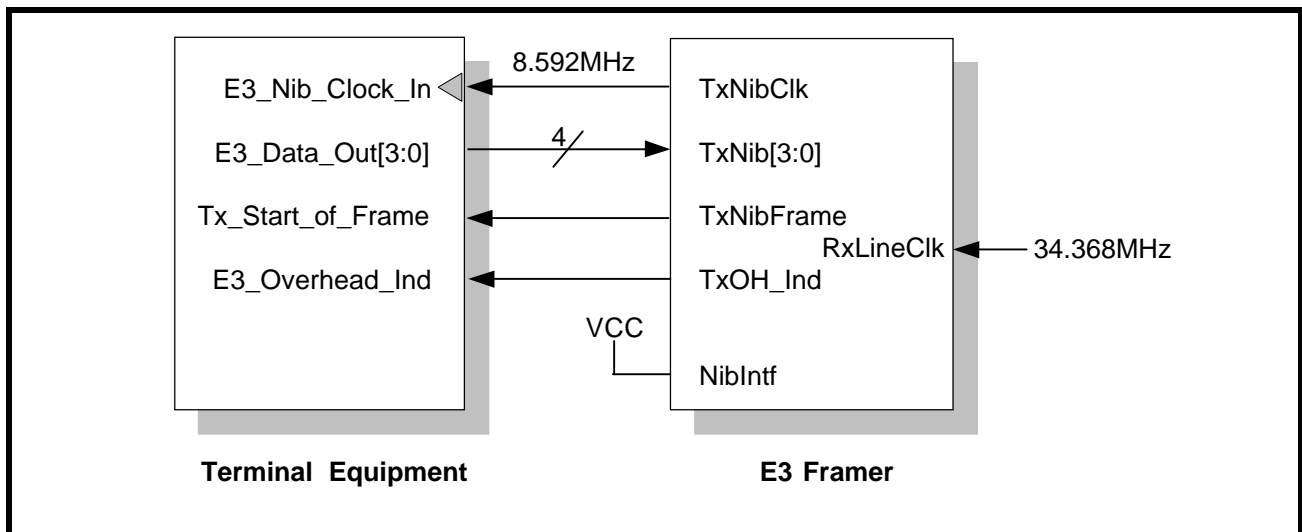 8.592MHz
E3_Nib_Clock_In
TxNibClk
E3_Data_Out[3:0]
4
TxNib[3:0]
Tx_Start_of_Frame
TxNibFrame
RxLineClk
34.368MHz
E3_Overhead_Ind
TxOH_Ind
VCC
NibIntf
Terminal Equipment
E3 Framer